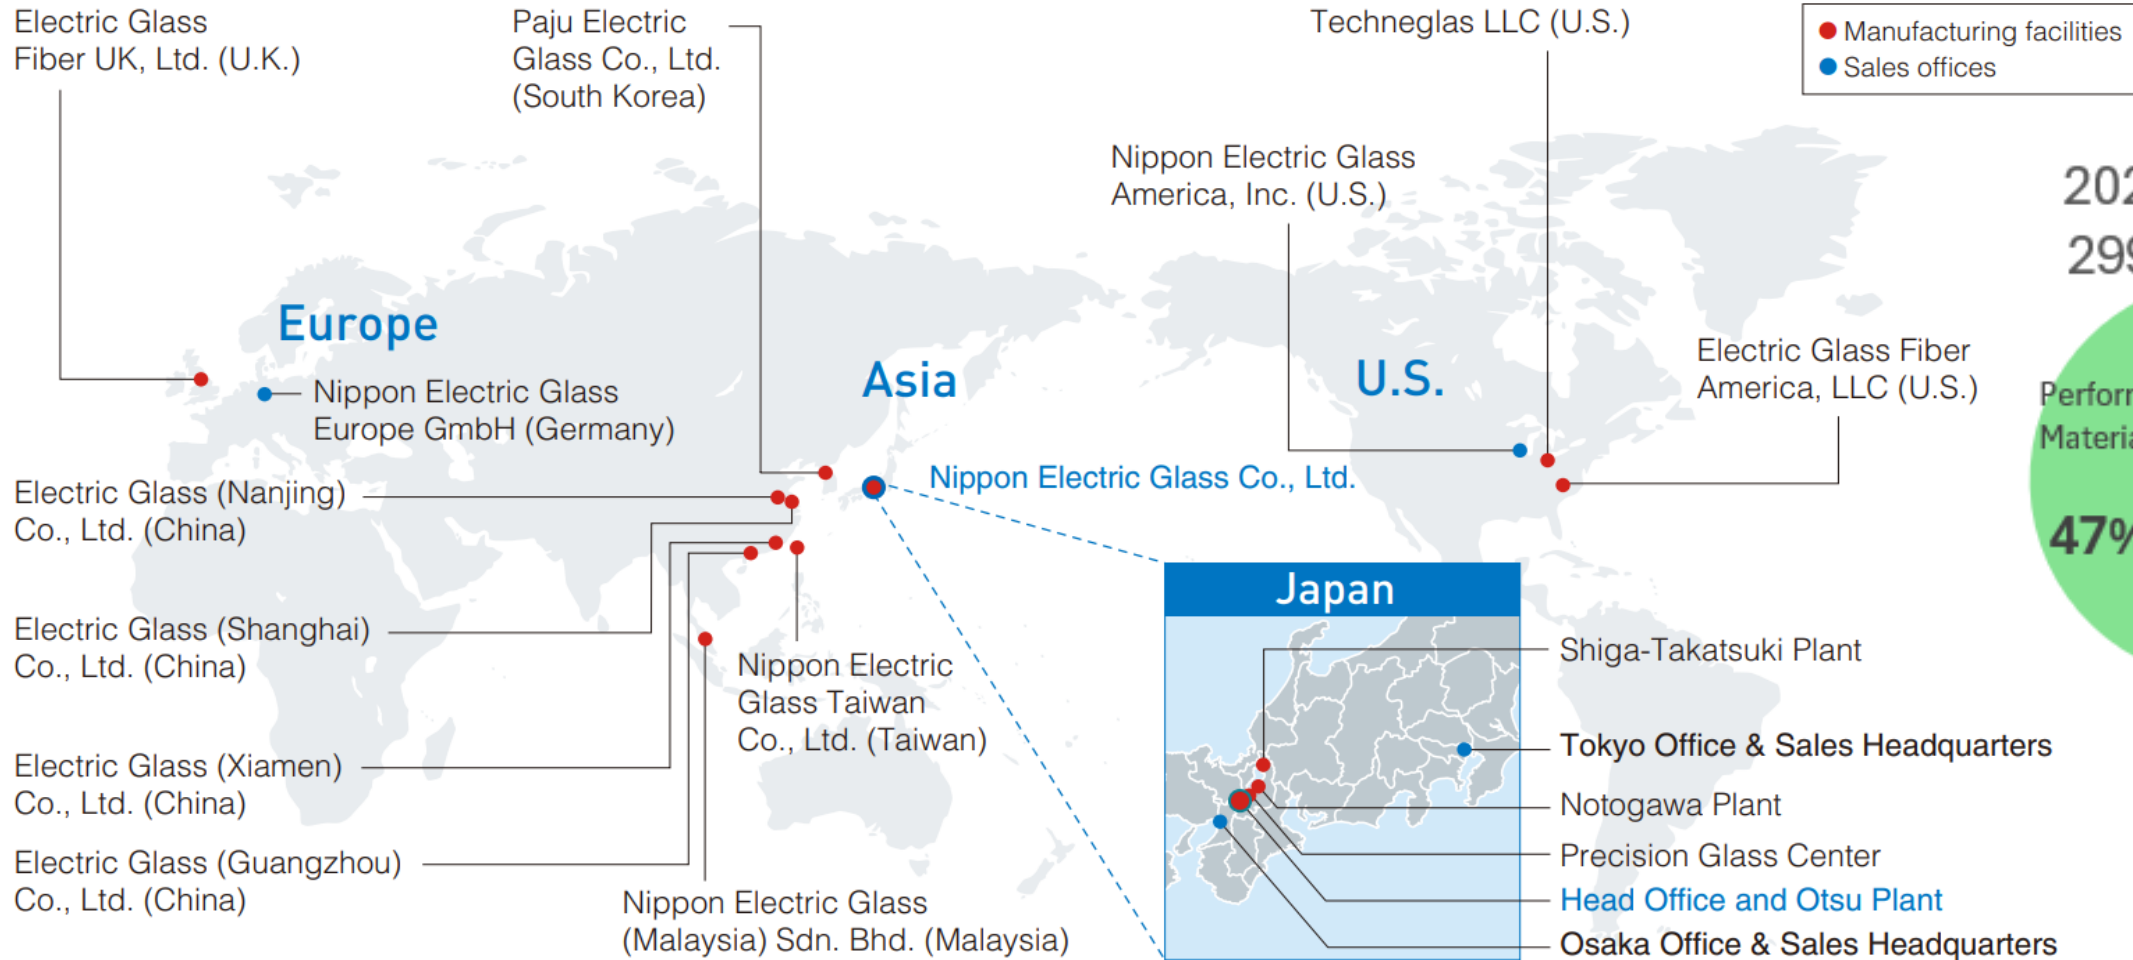 Electric Glass
Fiber UK, Ltd. (U.K.)
Paju Electric
Glass Co., Ltd.
(South Korea)
Techneglas LLC (U.S.)
Manufacturing facilities
Sales offices
Nippon Electric Glass
America, Inc. (U.S.)
Europe
Asia
U.S.
Electric Glass Fiber
America, LLC (U.S.)
Nippon Electric Glass
Europe GmbH (Germany)
Nippon Electric Glass Co., Ltd.
Electric Glass (Nanjing)
Co., Ltd. (China)
47%
Japan
Electric Glass (Shanghai)
Co., Ltd. (China)
Nippon Electric
Glass Taiwan
Co., Ltd. (Taiwan)
Shiga-Takatsuki Plant
Tokyo Office & Sales Headquarters
Electric Glass (Xiamen)
Co., Ltd. (China)
Notogawa Plant
Precision Glass Center
Electric Glass (Guangzhou)
Co., Ltd. (China)
Nippon Electric Glass
(Malaysia) Sdn. Bhd. (Malaysia)
Head Office and Otsu Plant
Osaka Office & Sales Headquarters